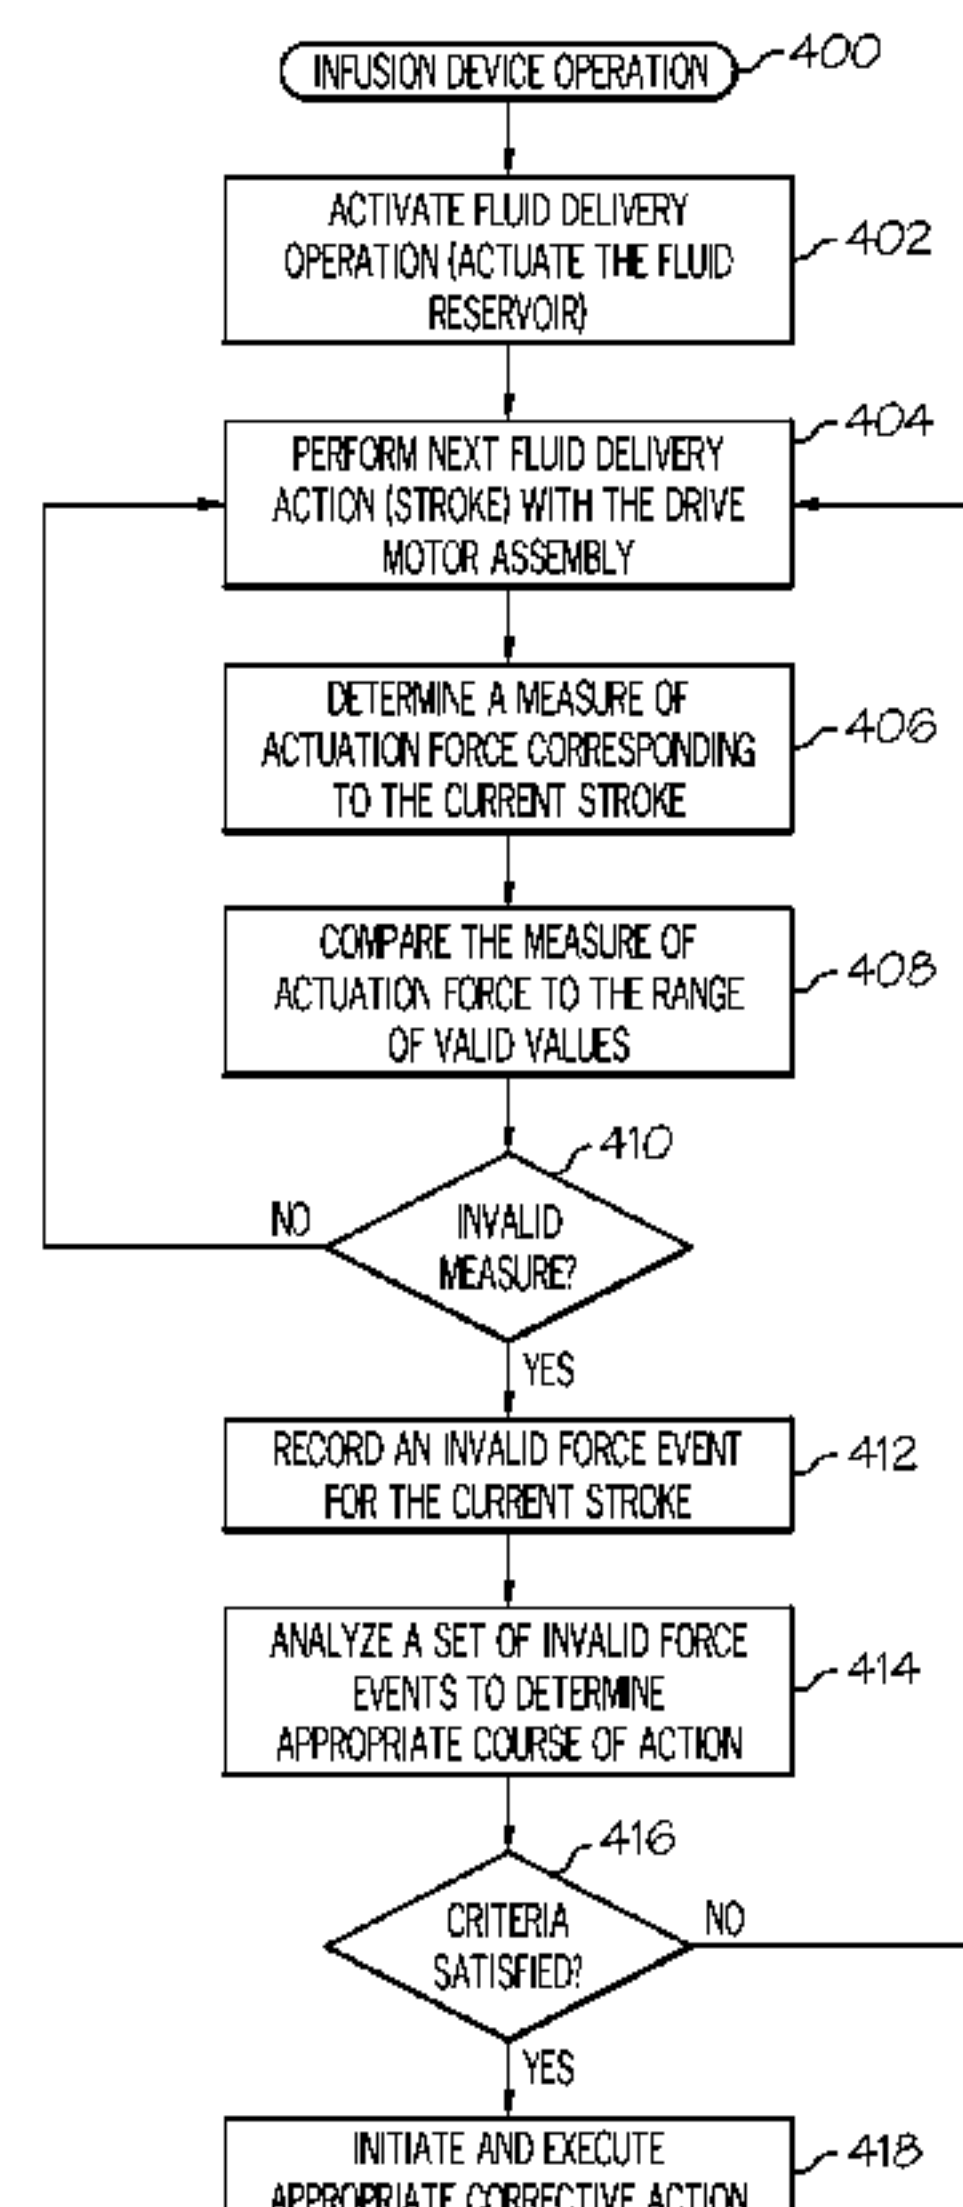 INFUSION DEVICE OPERATION
400
ACTIVATE FLUID DELIVERY
OPERATION (ACTUATE THE FLUID
RESERVOIR)
402
PERFORM NEXT FLUID DELIVERY
ACTION (STROKE) WITH THE DRIVE
MOTOR ASSEMBLY
404
DETERMINE A MEASURE OF
ACTUATION FORCE CORRESPONDING
TO THE CURRENT STROKE
406
COMPARE THE MEASURE OF
ACTUATION FORCE TO THE RANGE
OF VALID VALUES
408
410
INVALID
MEASURE?
NO
YES
RECORD AN INVALID FORCE EVENT
FOR THE CURRENT STROKE
412
ANALYZE A SET OF INVALID FORCE
EVENTS TO DETERMINE
APPROPRIATE COURSE OF ACTION
414
416
CRITERIA
SATISFIED?
NO
YES
INITIATE AND EXECUTE
APPROPRIATE CORRECTIVE ACTION
418